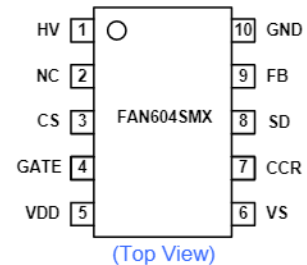 HV 1 10 GND
NC 2 9 FB
CS 3 FAN604SMX 8 SD
GATE 4 7 CCR
VDD 5 6 VS
(Top View)